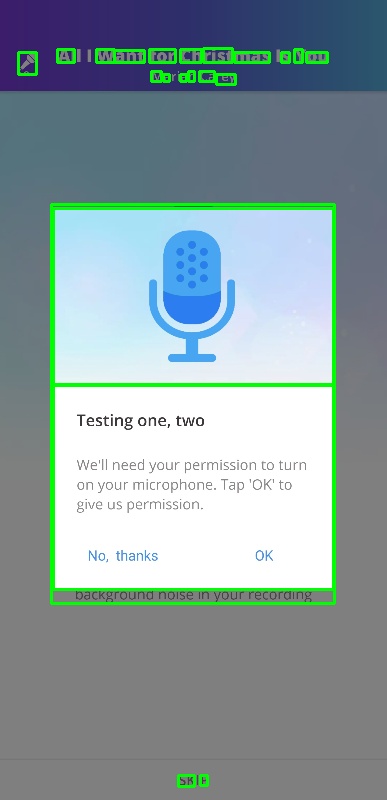 All I Want for Christmas Is You
Mariah Carey
Testing one, two
We'll need your permission to turn
on your microphone. Tap 'OK' to
give us permission.
No, thanks
OK
background noise in your recording
SKIP